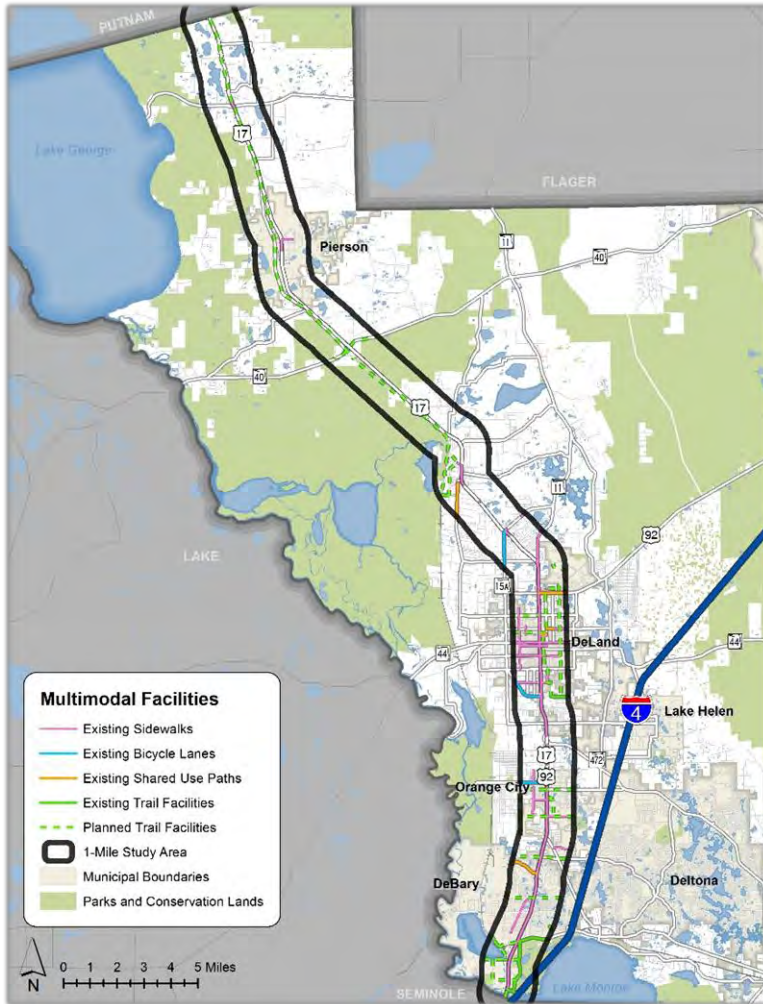 PUTNAM
Lake George
17
FLAGER
11
Pierson
40
40
17
11
92
LAKE
15A
44
DeLand
44
4
Lake Helen
17
472
92
Orange City
DeBary
Deltona
Lake Monroe
SEMINOLE
Multimodal Facilities
Existing Sidewalks
Existing Bicycle Lanes
Existing Shared Use Paths
Existing Trail Facilities
Planned Trail Facilities
1-Mile Study Area
Municipal Boundaries
Parks and Conservation Lands
N
0 1 2 3 4 5 Miles